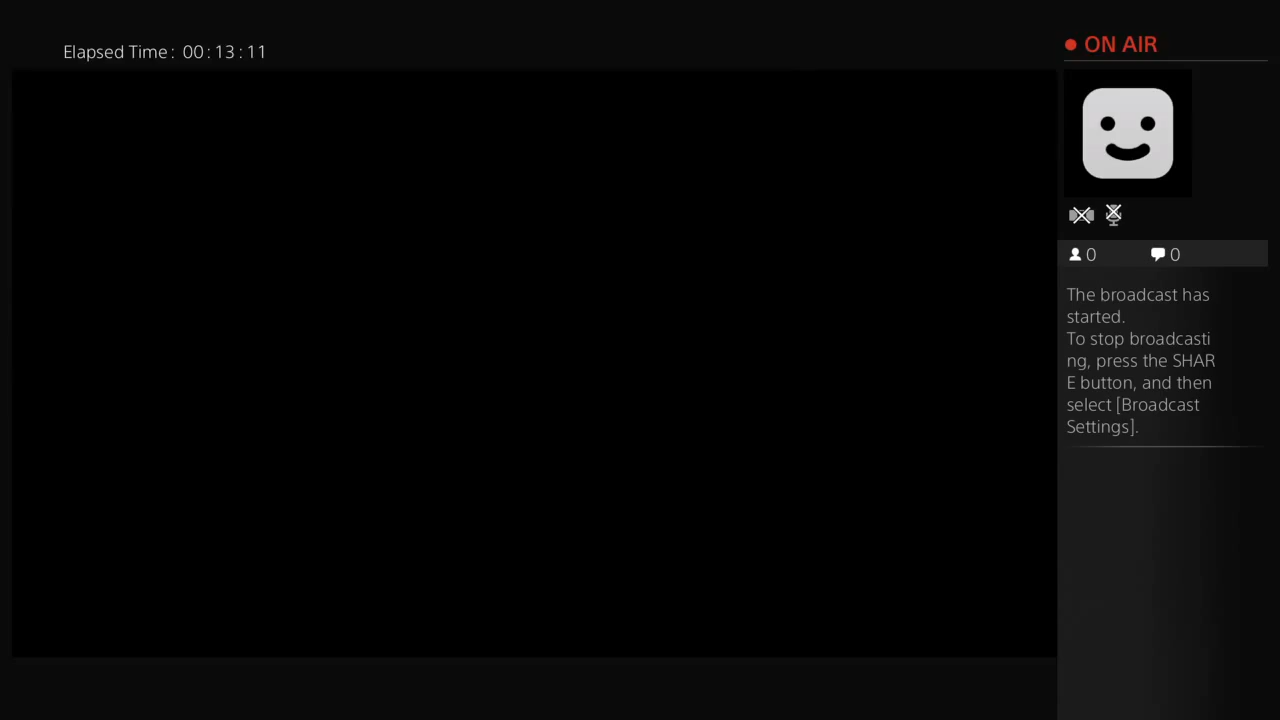 Elapsed Time: 00:13:11
ON AIR
0 0
The broadcast has
started.
To stop broadcasti
ng, press the SHAR
E button, and then
select [Broadcast
Settings].